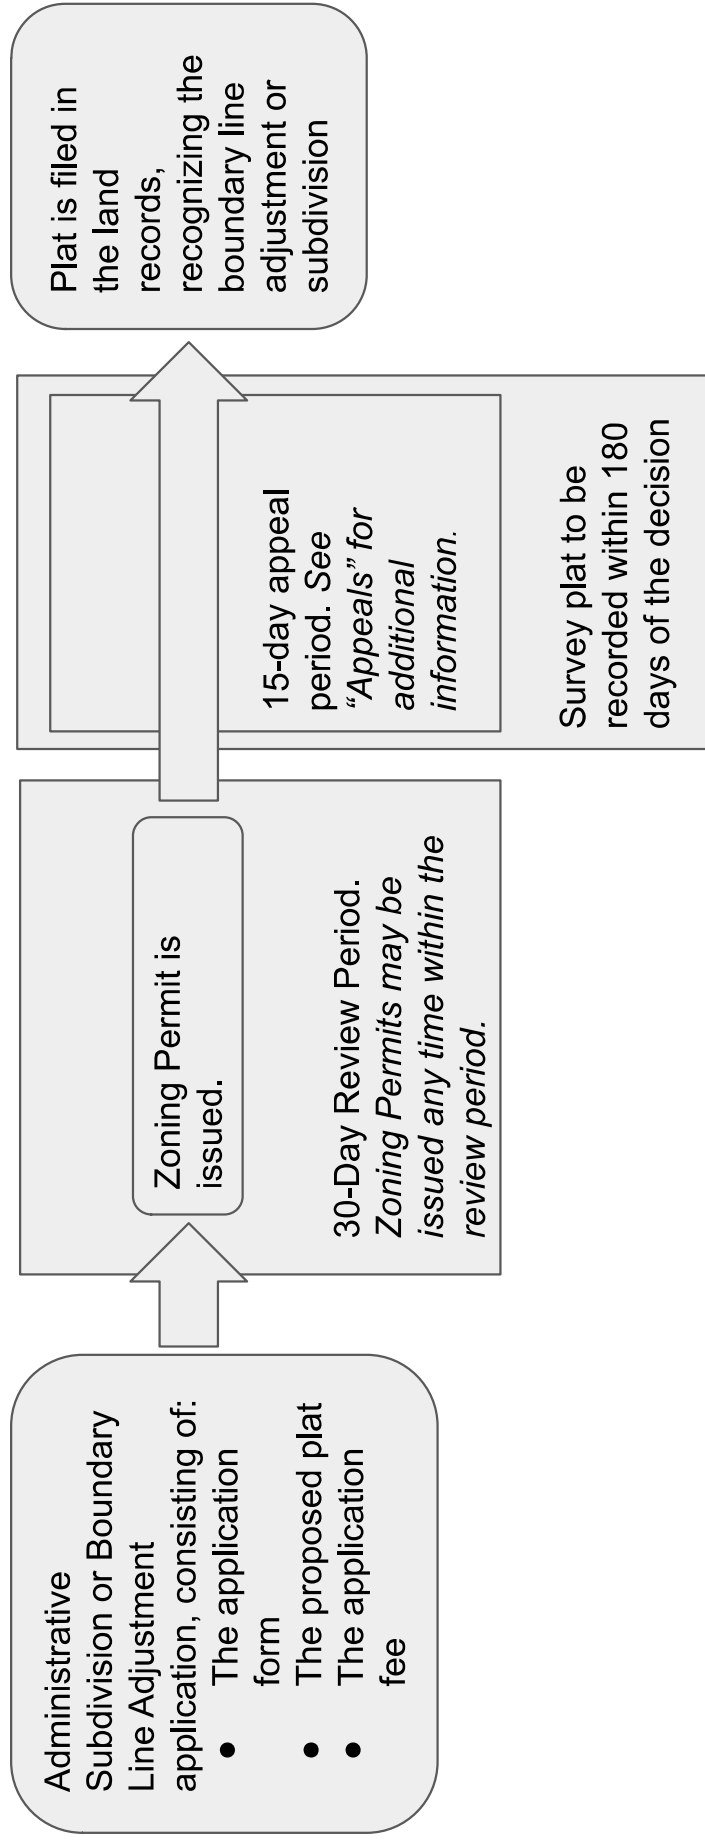 Administrative
Subdivision or Boundary
Line Adjustment
application, consisting of:
● The application
form
● The proposed plat
● The application
fee
Zoning Permit is
issued.
30-Day Review Period.
Zoning Permits may be
issued any time within the
review period.
15-day appeal
period. See
“Appeals” for
additional
information.
Survey plat to be
recorded within 180
days of the decision
Plat is filed in
the land
records,
recognizing the
boundary line
adjustment or
subdivision